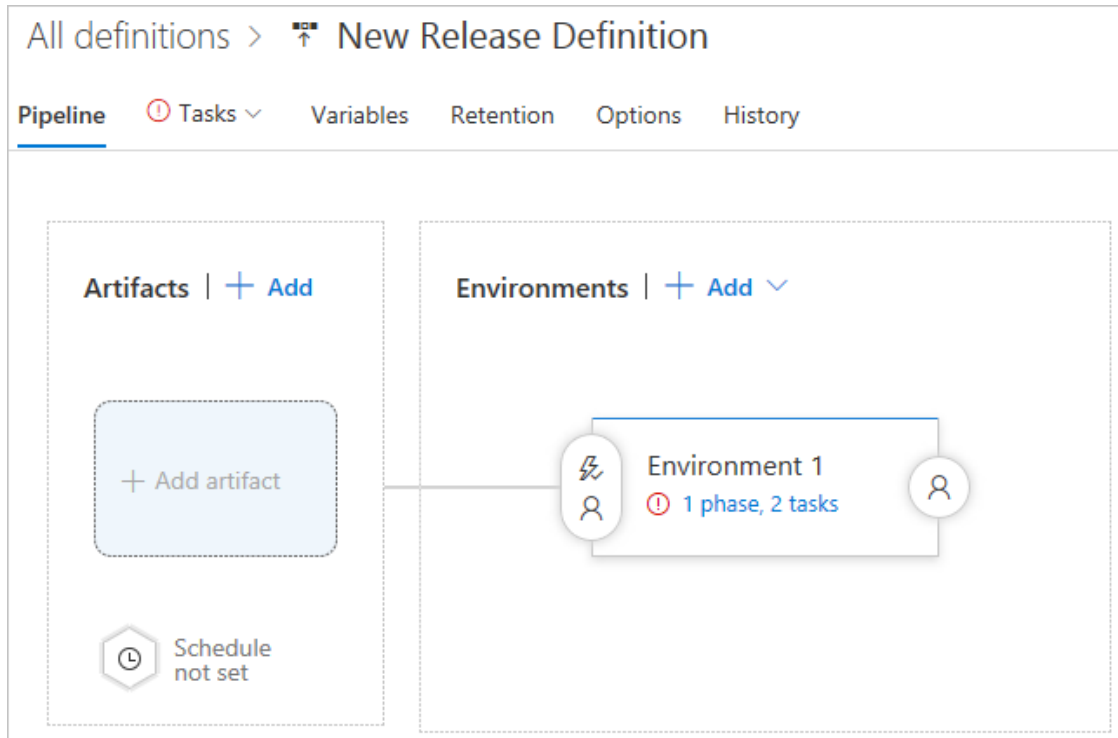 All definitions > New Release Definition
Pipeline Tasks Variables Retention Options History
Artifacts | + Add
Environments | + Add
+ Add artifact
Environment 1
1 phase, 2 tasks
Schedule
not set